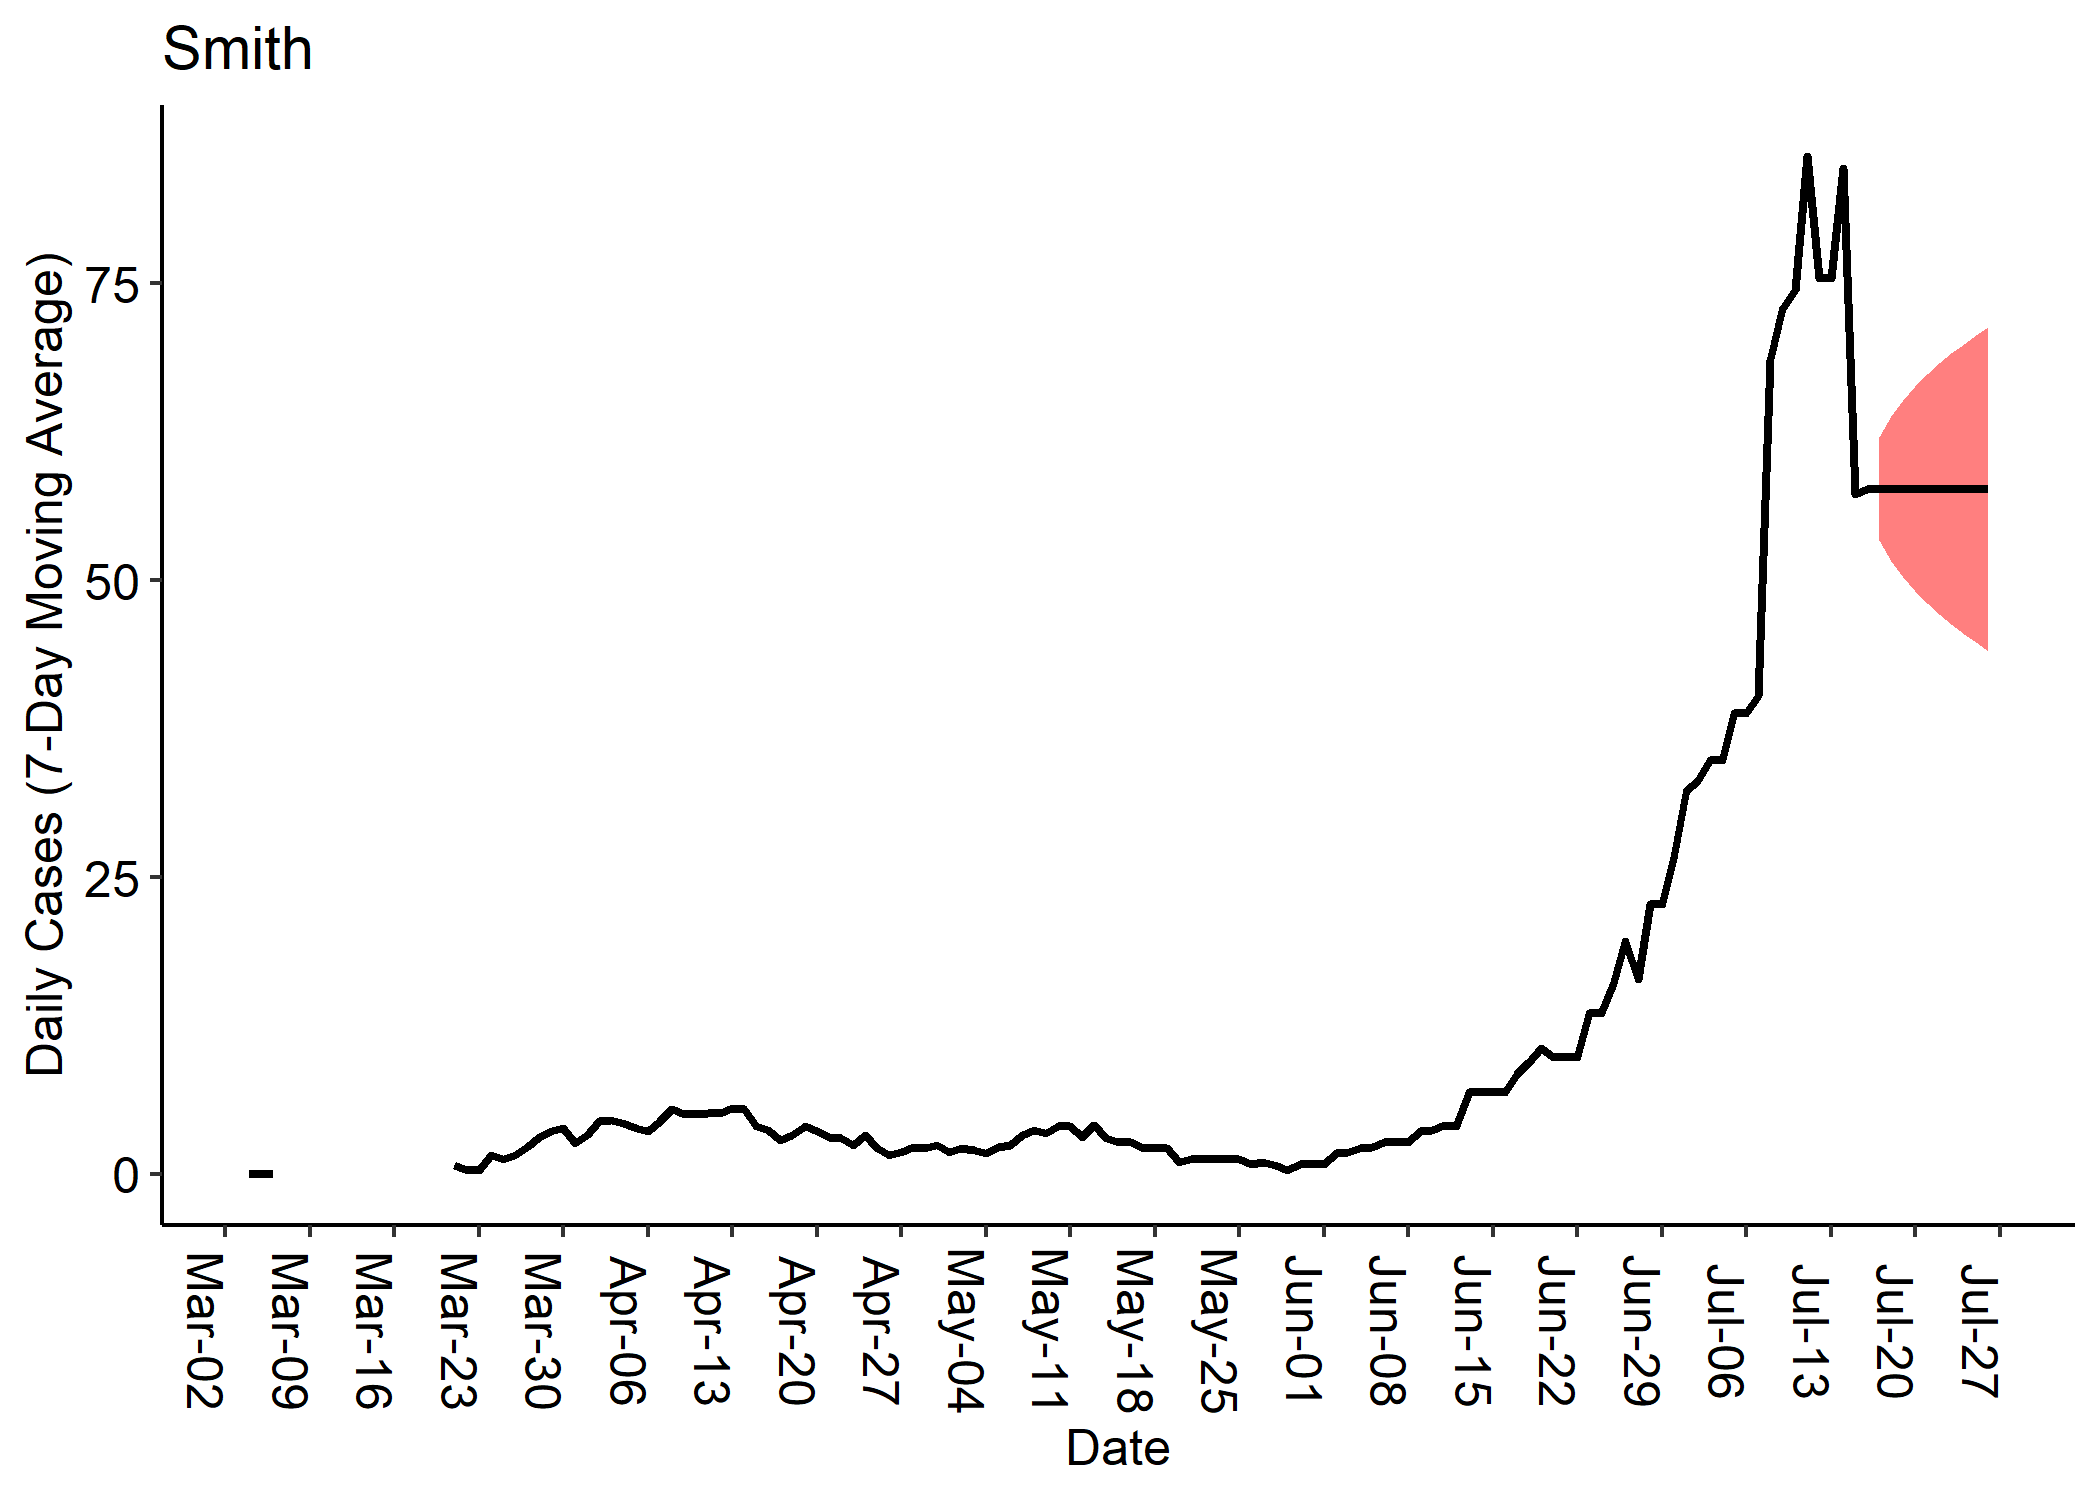 Smith
Daily Cases (7-Day Moving Average)
75
50
25
0
Mar-02
Mar-09
Mar-16
Mar-23
Mar-30
Apr-06
Apr-13
Apr-20
Apr-27
May-04
May-11
May-18
May-25
Jun-01
Jun-08
Jun-15
Jun-22
Jun-29
Jul-06
Jul-13
Jul-20
Jul-27
Date